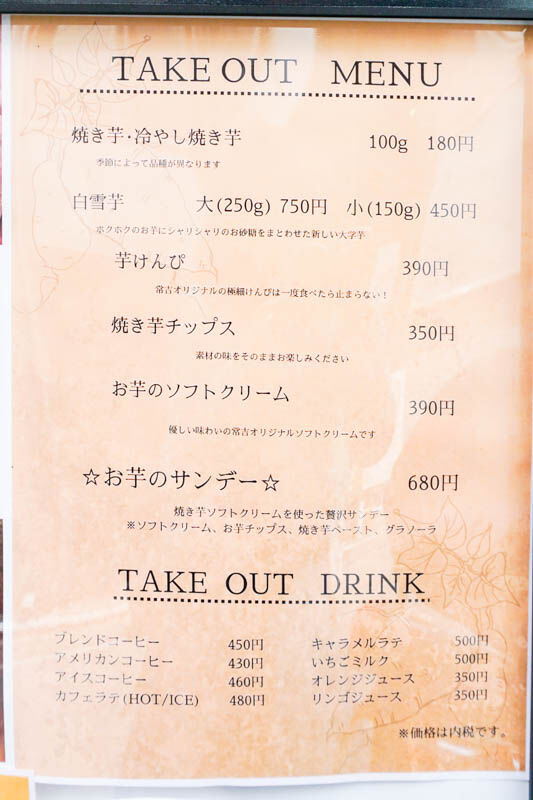 TAKE OUT MENU
焼き芋・冷やし焼き芋 100g 180円
季節によって品種が異なります
白雪芋 大(250g) 750円 小(150g) 450円
ホクホクのお芋にシャリシャリのお砂糖をまとわせた新しい大学芋
芋けんぴ 390円
常吉オリジナルの極細けんぴは一度食べたら止まらない！
焼き芋チップス 350円
素材の味をそのままお楽しみください
お芋のソフトクリーム 390円
優しい味わいの常吉オリジナルソフトクリームです
☆お芋のサンデー☆ 680円
焼き芋ソフトクリームを使った贅沢サンデー
※ソフトクリーム、お芋チップス、焼き芋ペースト、グラノーラ
TAKE OUT DRINK
ブレンドコーヒー 450円 キャラメルラテ 500円
アメリカンコーヒー 430円 いちごミルク 500円
アイスコーヒー 460円 オレンジジュース 350円
カフェラテ(HOT/ICE) 480円 リンゴジュース 350円
※価格は内税です。